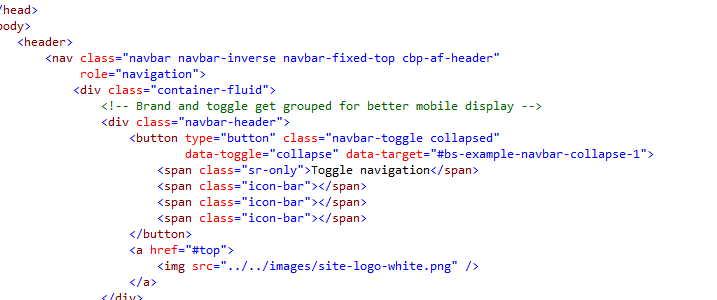 /head>
body>
<header>
<nav class="navbar navbar-inverse navbar-fixed-top cbp-af-header"
role="navigation">
<div class="container-fluid">
<!-- Brand and toggle get grouped for better mobile display -->
<div class="navbar-header">
<button type="button" class="navbar-toggle collapsed"
data-toggle="collapse" data-target="#bs-example-navbar-collapse-1">
<span class="sr-only">Toggle navigation</span>
<span class="icon-bar"></span>
<span class="icon-bar"></span>
<span class="icon-bar"></span>
</button>
<a href="#top">
<img src="../../images/site-logo-white.png" />
</a>
</div>